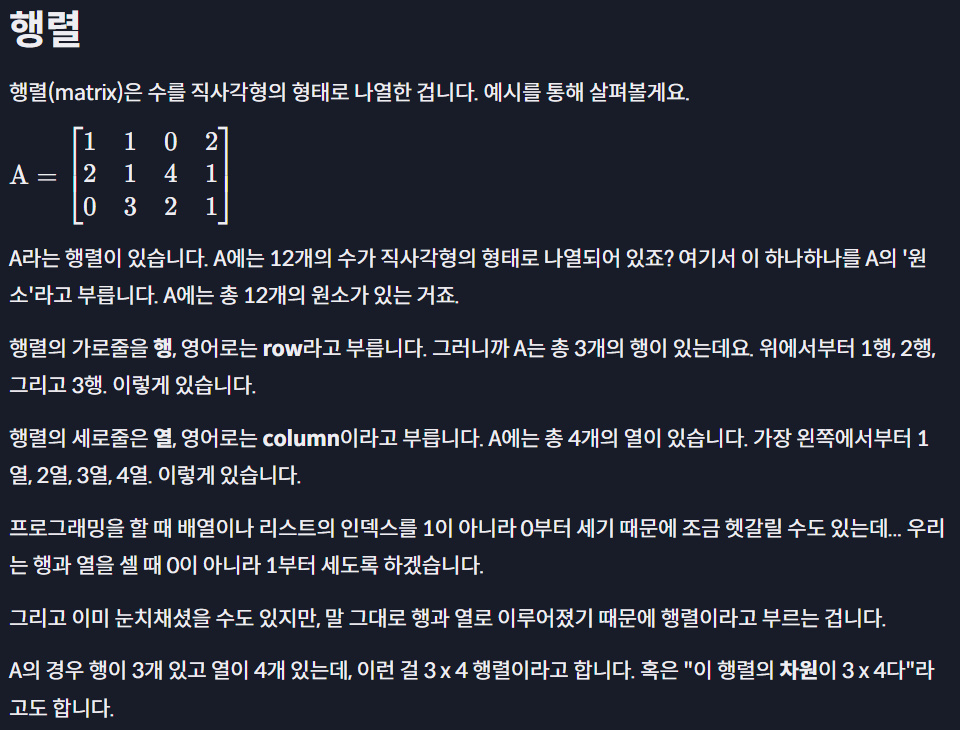 행렬
행렬(matrix)은 수를 직사각형의 형태로 나열한 겁니다. 예시를 통해 살펴볼게요.
A = [1 1 0 2
2 1 4 1
0 3 2 1]
A라는 행렬이 있습니다. A에는 12개의 수가 직사각형의 형태로 나열되어 있죠? 여기서 이 하나하나를 A의 '원
소'라고 부릅니다. A에는 총 12개의 원소가 있는 거죠.
행렬의 가로줄을 행, 영어로는 row라고 부릅니다. 그러니까 A는 총 3개의 행이 있는데요. 위에서부터 1행, 2행,
그리고 3행. 이렇게 있습니다.
행렬의 세로줄은 열, 영어로는 column이라고 부릅니다. A에는 총 4개의 열이 있습니다. 가장 왼쪽에서부터 1
열, 2열, 3열, 4열. 이렇게 있습니다.
프로그래밍을 할 때 배열이나 리스트의 인덱스를 1이 아니라 0부터 세기 때문에 조금 헷갈릴 수도 있는데... 우리
는 행과 열을 셀 때 0이 아니라 1부터 세도록 하겠습니다.
그리고 이미 눈치채셨을 수도 있지만, 말 그대로 행과 열로 이루어졌기 때문에 행렬이라고 부르는 겁니다.
A의 경우 행이 3개 있고 열이 4개 있는데, 이런 걸 3 x 4 행렬이라고 합니다. 혹은 "이 행렬의 차원이 3 x 4다"라
고도 합니다.